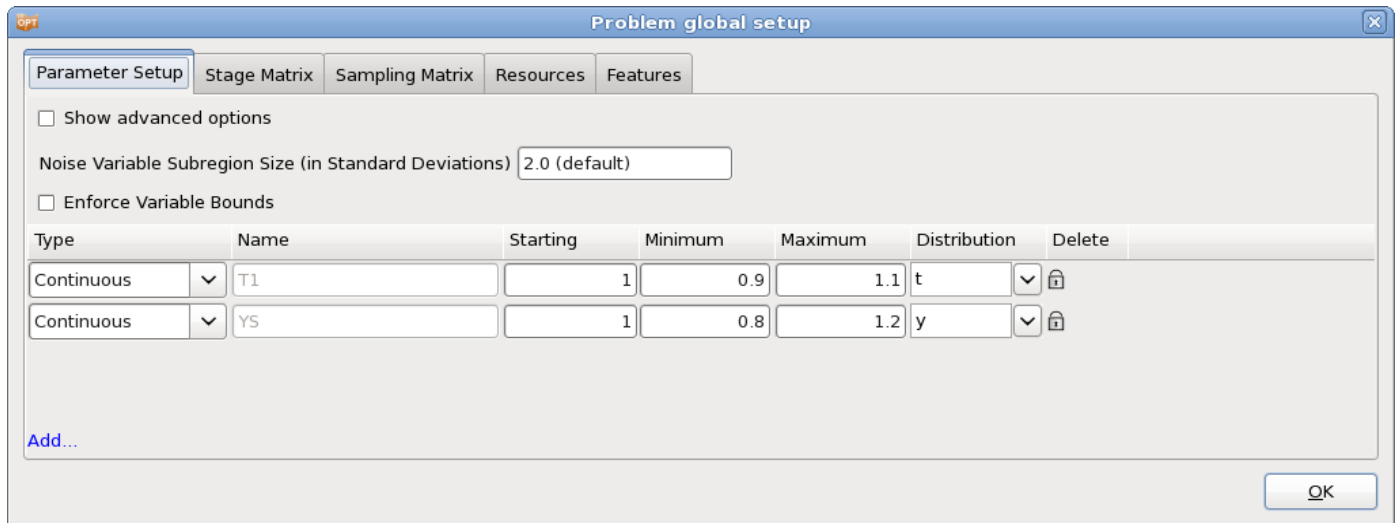 OPT Problem global setup
Parameter Setup Stage Matrix Sampling Matrix Resources Features
Show advanced options
Noise Variable Subregion Size (in Standard Deviations) 2.0 (default)
Enforce Variable Bounds
Type Name Starting Minimum Maximum Distribution Delete
Continuous T1 1 0.9 1.1 t
Continuous YS 1 0.8 1.2 y
Add...
OK